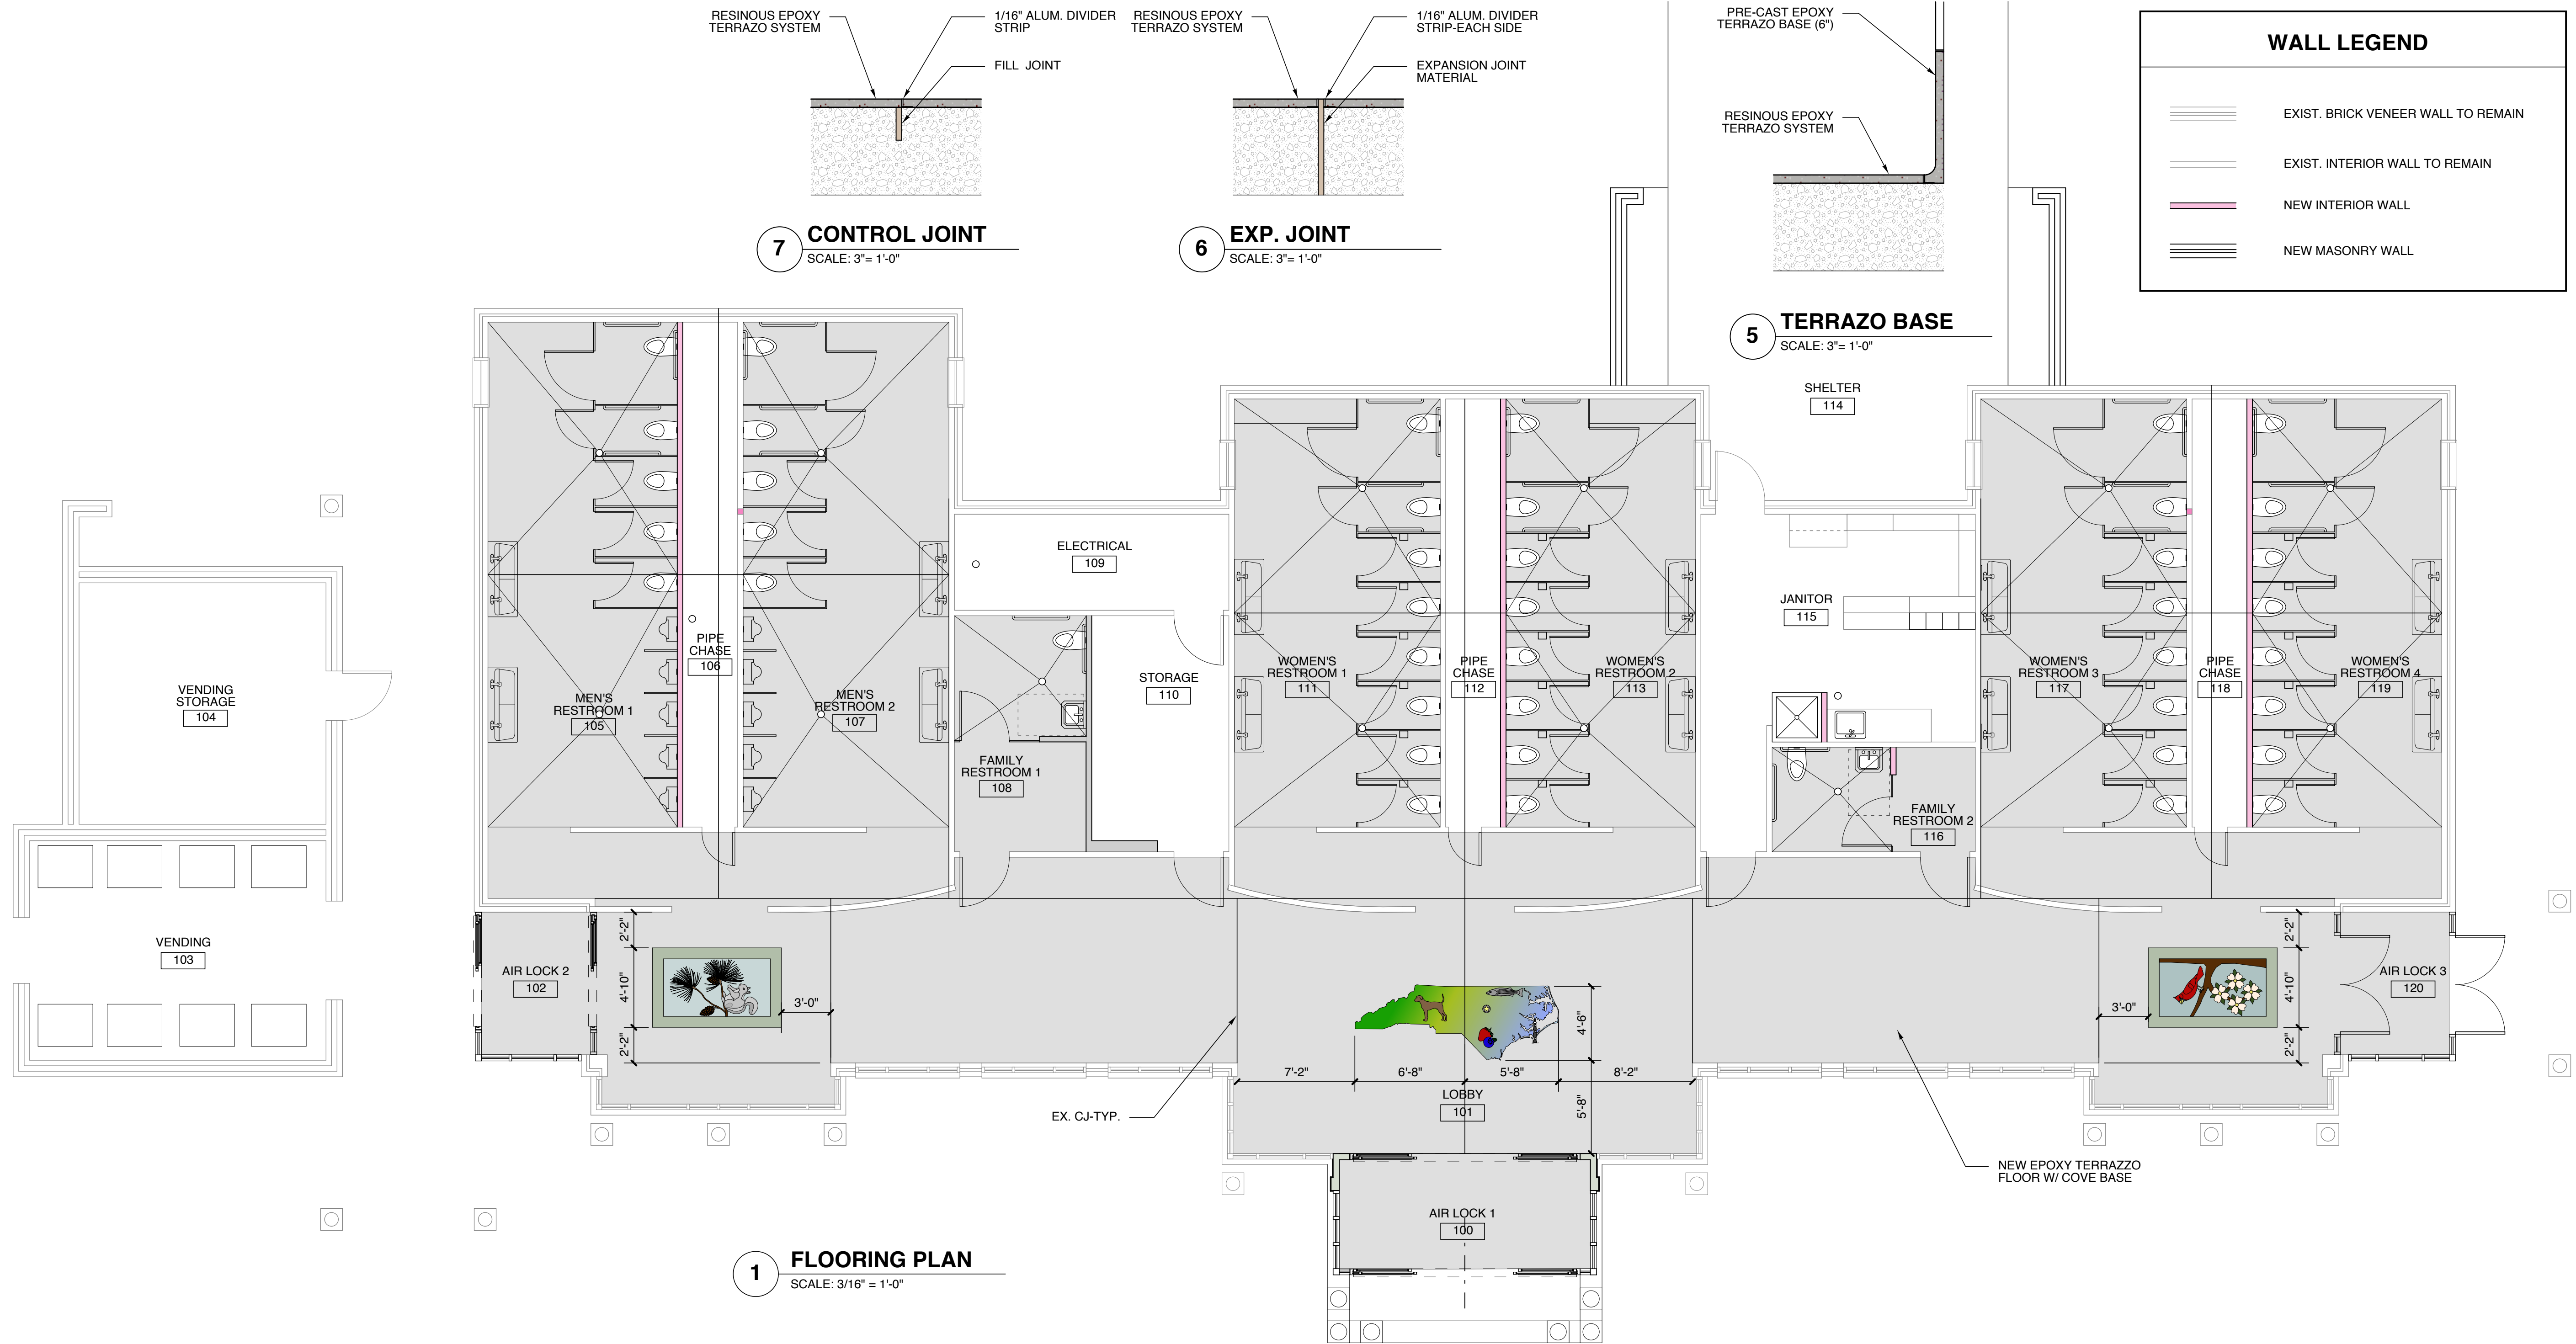 RESINOUS EPOXY
TERRAZO SYSTEM
1/16" ALUM. DIVIDER
STRIP
FILL JOINT
7
CONTROL JOINT
SCALE: 3"= 1'-0"
RESINOUS EPOXY
TERRAZO SYSTEM
1/16" ALUM. DIVIDER
STRIP-EACH SIDE
EXPANSION JOINT
MATERIAL
6
EXP. JOINT
SCALE: 3"= 1'-0"
PRE-CAST EPOXY
TERRAZO BASE (6")
RESINOUS EPOXY
TERRAZO SYSTEM
5
TERRAZO BASE
SCALE: 3"= 1'-0"
WALL LEGEND
EXIST. BRICK VENEER WALL TO REMAIN
EXIST. INTERIOR WALL TO REMAIN
NEW INTERIOR WALL
NEW MASONRY WALL
SHELTER
114
ELECTRICAL
109
JANITOR
115
VENDING
STORAGE
104
MEN'S
RESTROOM 1
105
PIPE
CHASE
106
MEN'S
RESTROOM 2
107
STORAGE
110
WOMEN'S
RESTROOM 1
111
PIPE
CHASE
112
WOMEN'S
RESTROOM 2
113
WOMEN'S
RESTROOM 3
117
PIPE
CHASE
118
WOMEN'S
RESTROOM 4
119
FAMILY
RESTROOM 1
108
FAMILY
RESTROOM 2
116
VENDING
103
AIR LOCK 2
102
2'-2"
4'-10"
2'-2"
3'-0"
4'-6"
5'-8"
7'-2"
6'-8"
5'-8"
8'-2"
LOBBY
101
3'-0"
2'-2"
4'-10"
2'-2"
AIR LOCK 3
120
EX. CJ-TYP.
NEW EPOXY TERRAZZO
FLOOR W/ COVE BASE
AIR LOCK 1
100
1
FLOORING PLAN
SCALE: 3/16" = 1'-0"